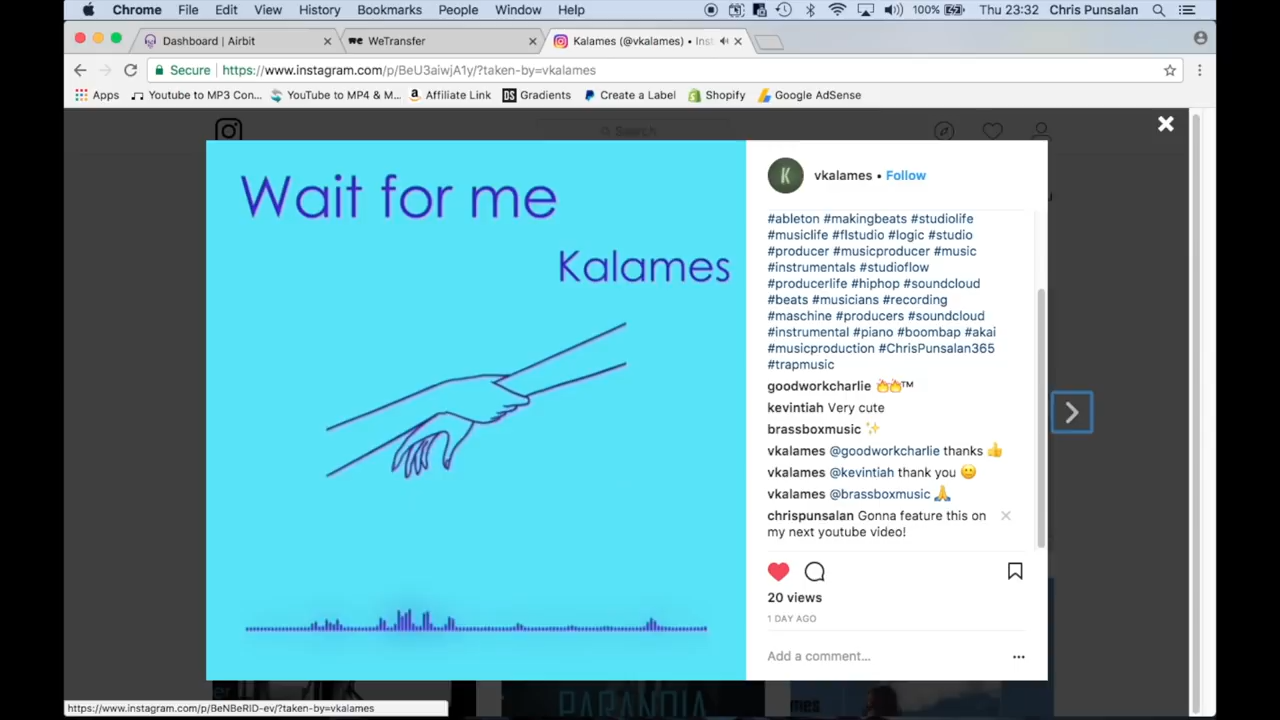 Chrome File Edit View History Bookmarks People Window Help 100% Thu 23:32 Chris Punsalan
Dashboard | Airbit
WeTransfer
Kalames (@vkalames) • Inst
Secure https://www.instagram.com/p/BeU3aiwjA1y/?taken-by=vkalames
Apps Youtube to MP3 Con... YouTube to MP4 & M... Affiliate Link DS Gradients Create a Label Shopify Google AdSense
Search
Wait for me
Kalames
K
vkalames • Follow
#ableton #makingbeats #studiolife
#musiclife #flstudio #logic #studio
#producer #musicproducer #music
#instrumentals #studioflow
#producerlife #hiphop #soundcloud
#beats #musicians #recording
#maschine #producers #soundcloud
#instrumental #piano #boombap #akai
#musicproduction #ChrisPunsalan365
#trapmusic
goodworkcharlie 🔥🔥™
kevintiah Very cute
brassboxmusic ✨
vkalames @goodworkcharlie thanks 👍
vkalames @kevintiah thank you 🙂
vkalames @brassboxmusic 🙏
chrispunsalan Gonna feature this on
my next youtube video!
20 views
1 DAY AGO
Add a comment...
PARANOIA
https://www.instagram.com/p/BeNBeRID-ev/?taken-by=vkalames